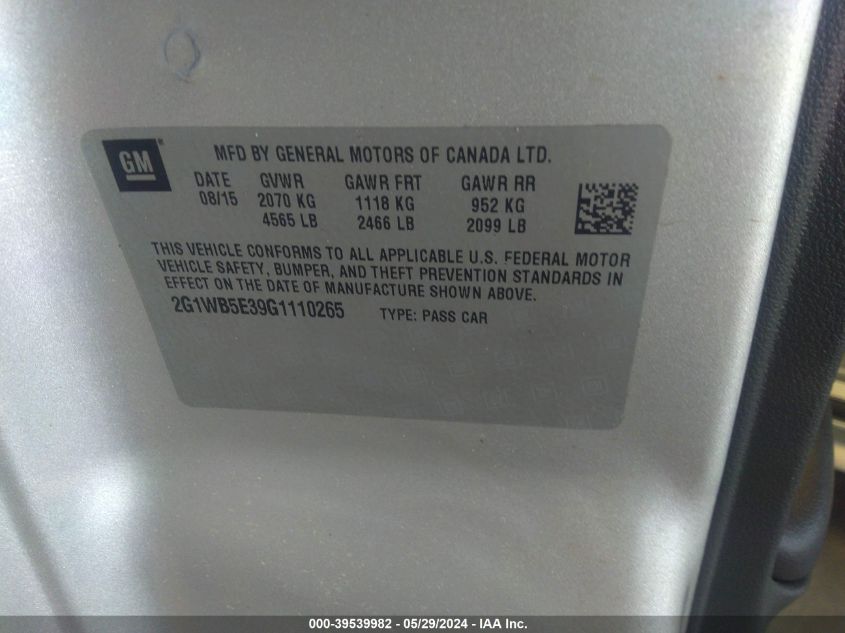 GM
MFD BY GENERAL MOTORS OF CANADA LTD.
DATE GVWR GAWR FRT GAWR RR
08/15 2070 KG 1118 KG 952 KG
4565 LB 2466 LB 2099 LB
THIS VEHICLE CONFORMS TO ALL APPLICABLE U.S. FEDERAL MOTOR
VEHICLE SAFETY, BUMPER, AND THEFT PREVENTION STANDARDS IN
EFFECT ON THE DATE OF MANUFACTURE SHOWN ABOVE.
2G1WB5E39G1110265 TYPE: PASS CAR
000-39539982 - 05/29/2024 - IAA Inc.